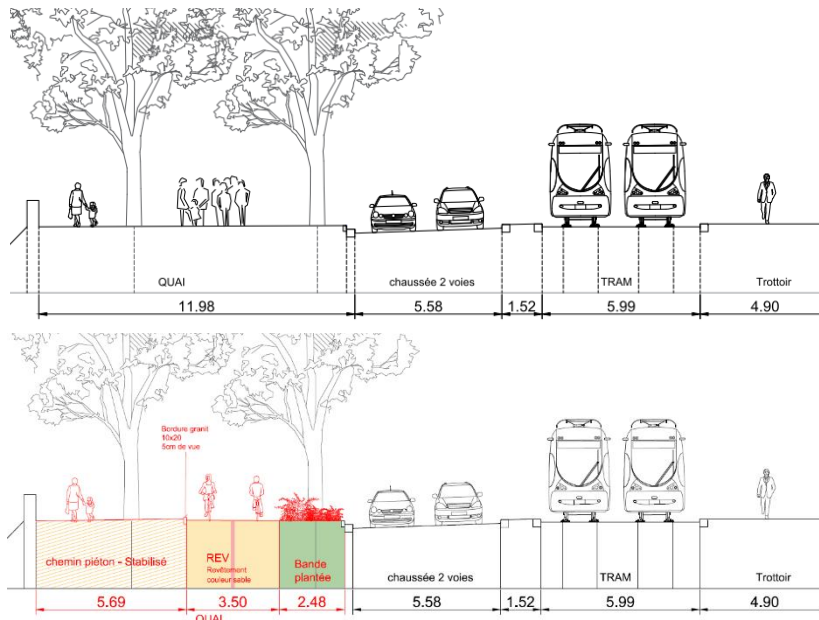 QUAI
chaussée 2 voies
TRAM
Trottoir
11.98
5.58
1.52
5.99
4.90
Bordure granit
10x20
5cm de vue
chemin piéton - Stabilisé
REV
Revêtement
couleur sable
Bande
plantée
chaussée 2 voies
TRAM
Trottoir
5.69
3.50
2.48
5.58
1.52
5.99
4.90
QUAI